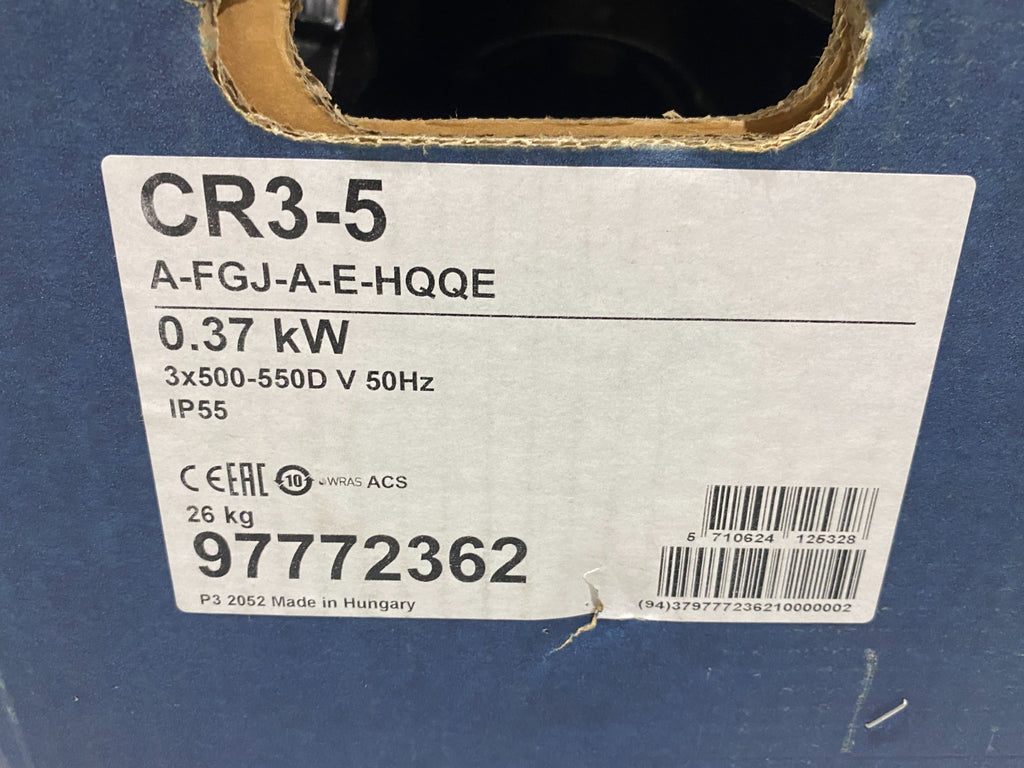 CR3-5
A-FGJ-A-E-HQQE
0.37 kW
3x500-550D V 50Hz
IP55
CE EAC 10 WRAS ACS
26 kg
97772362
P3 2052 Made in Hungary
5 710624 125328
(94)379777236210000002